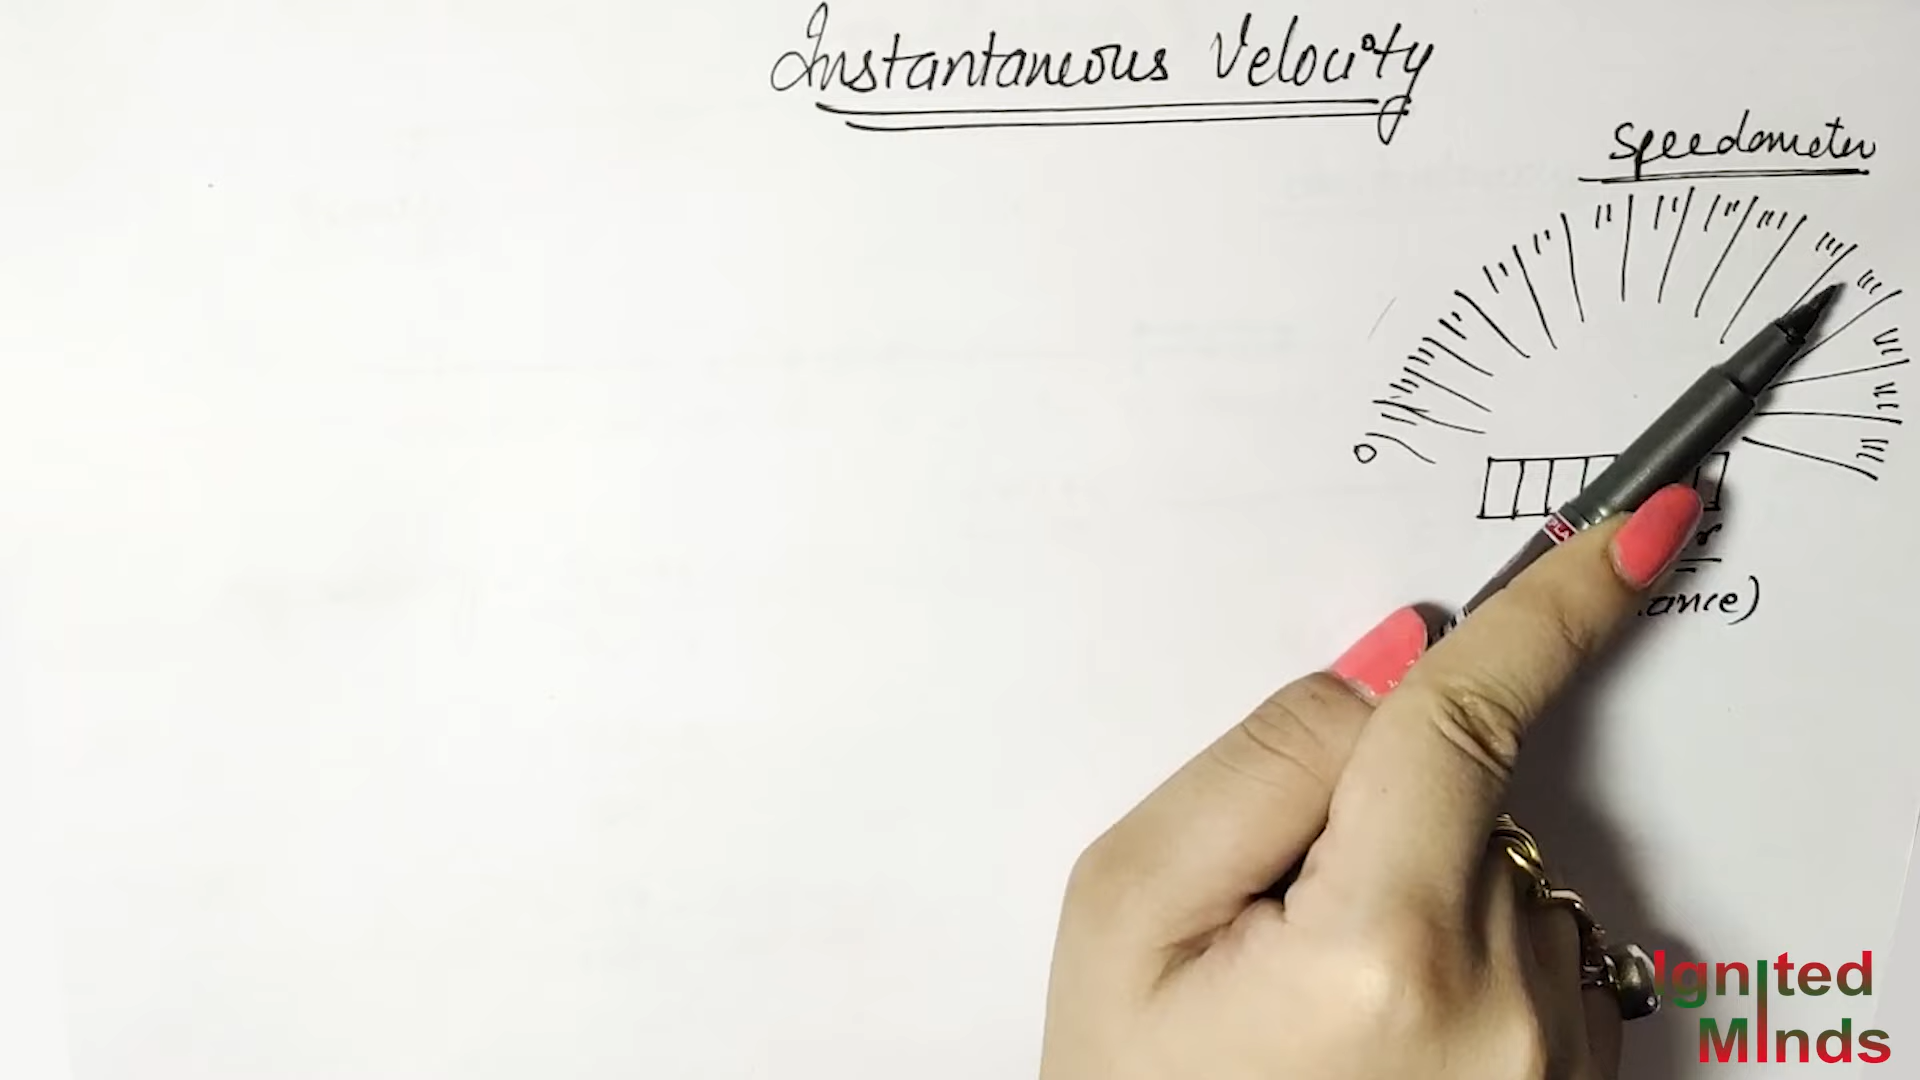 Instantaneous Velocity
Speedometer
0
ance)
Ignited
Minds